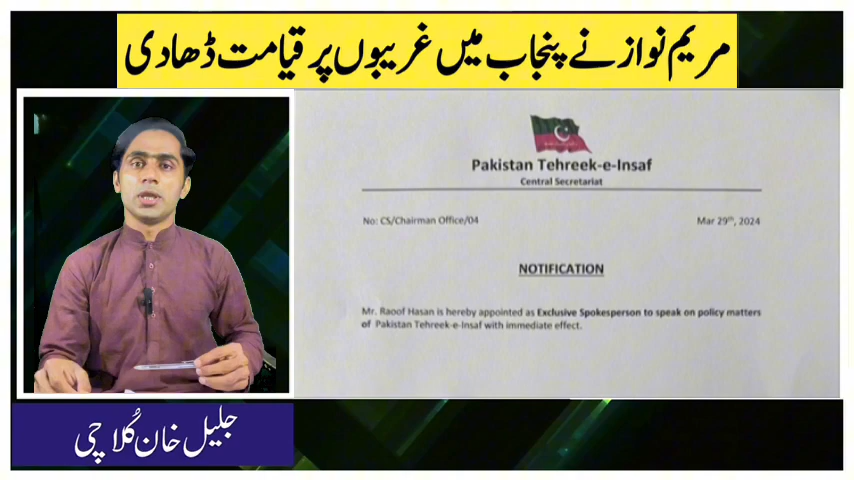 مریم نواز نے پنجاب میں غریبوں پر قیامت ڈھا دی
Pakistan Tehreek-e-Insaf
Central Secretariat
No: CS/Chairman Office/04
Mar 29th, 2024
NOTIFICATION
Mr. Raoof Hasan is hereby appointed as Exclusive Spokesperson to speak on policy matters
of Pakistan Tehreek-e-Insaf with immediate effect.
جلیل خان کُلاچی